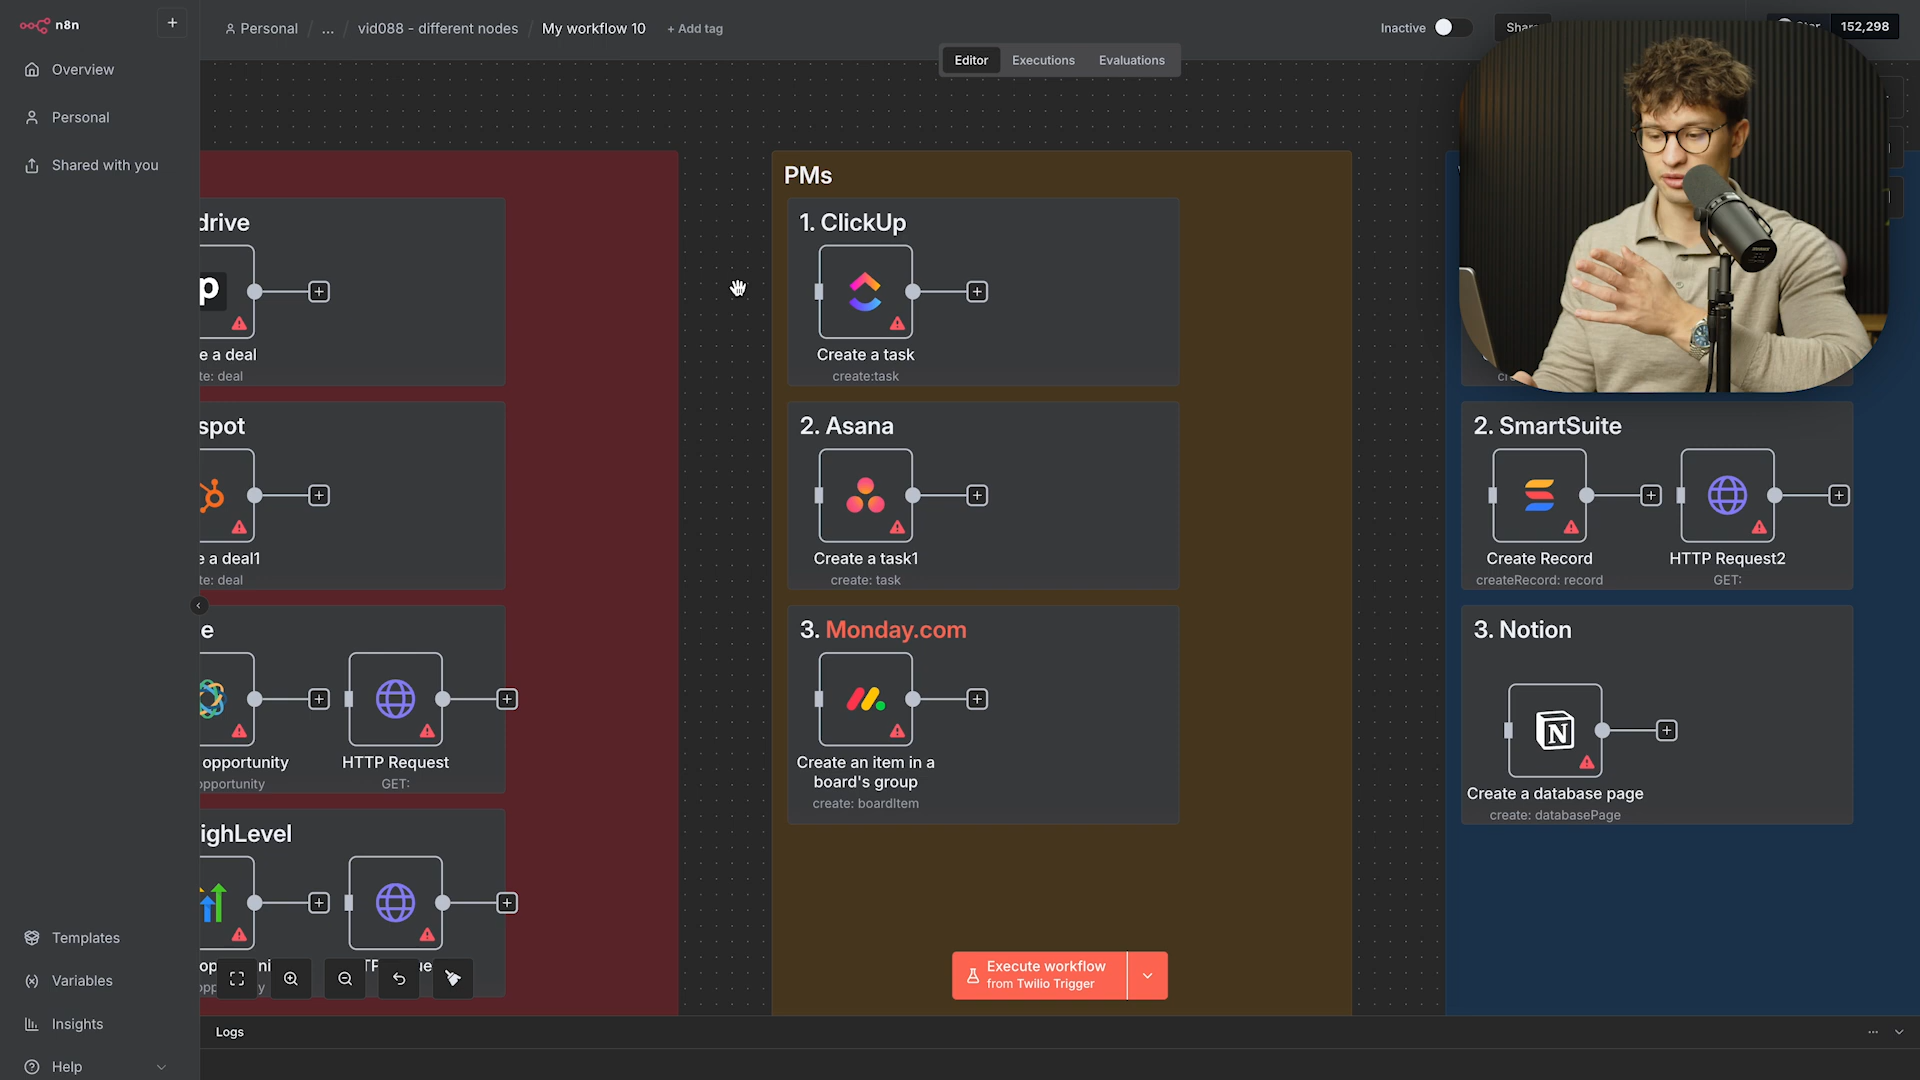 n8n
Personal / ... / vid088 - different nodes / My workflow 10 + Add tag
Inactive
152,298
Editor Executions Evaluations
Overview
Personal
Shared with you
Templates
Variables
Insights
Help
drive
e a deal
te: deal
spot
e a deal1
te: deal
e
opportunity
opportunity
HTTP Request
GET:
ighLevel
PMs
1. ClickUp
Create a task
create:task
2. Asana
Create a task1
create: task
3. Monday.com
Create an item in a
board's group
create: boardItem
2. SmartSuite
Create Record
createRecord: record
HTTP Request2
GET:
3. Notion
Create a database page
create: databasePage
Execute workflow
from Twilio Trigger
Logs